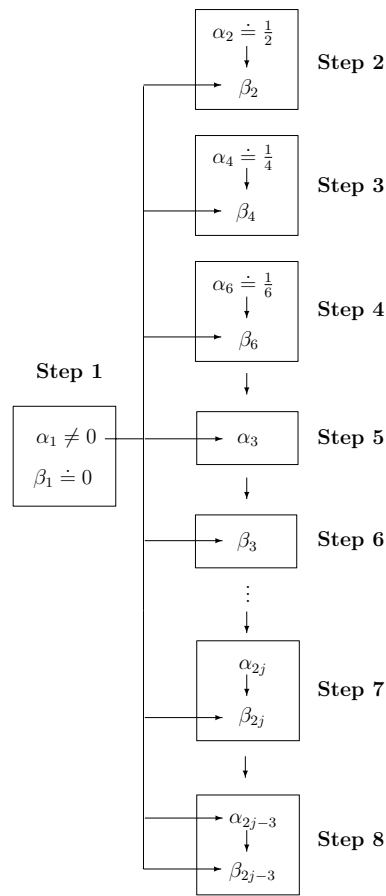 α₂ ≐ 1/2
Step 2
β₂
α₄ ≐ 1/4
Step 3
β₄
α₆ ≐ 1/6
Step 4
β₆
Step 1
α₁ ≠ 0
β₁ ≐ 0
α₃
Step 5
β₃
Step 6
⋮
α₂ⱼ
Step 7
β₂ⱼ
α₂ⱼ₋₃
Step 8
β₂ⱼ₋₃